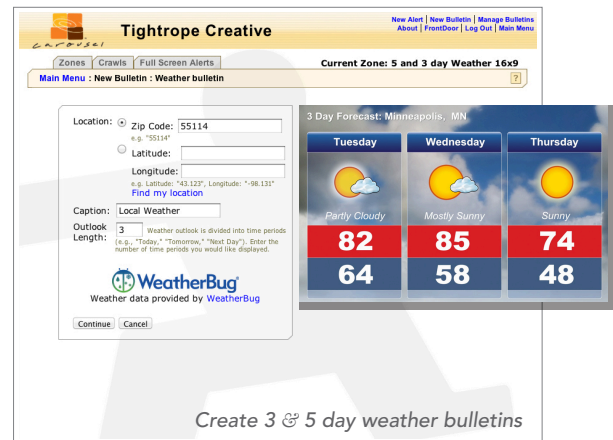 Tightrope Creative
carousel
New Alert | New Bulletin | Manage Bulletins
About | FrontDoor | Log Out | Main Menu
Zones Crawls Full Screen Alerts
Current Zone: 5 and 3 day Weather 16x9
Main Menu : New Bulletin : Weather bulletin
?
Location: Zip Code: 55114
e.g. "55114"
Latitude:
Longitude:
e.g. Latitude: "43.123", Longitude: "-98.131"
Find my location
Caption: Local Weather
Outlook Length: 3 Weather outlook is divided into time periods
(e.g., "Today," "Tomorrow," "Next Day"). Enter the
number of time periods you would like displayed.
WeatherBug®
Weather data provided by WeatherBug
Continue Cancel
3 Day Forecast: Minneapolis, MN
Tuesday Wednesday Thursday
Partly Cloudy Mostly Sunny Sunny
82 85 74
64 58 48
Create 3 & 5 day weather bulletins